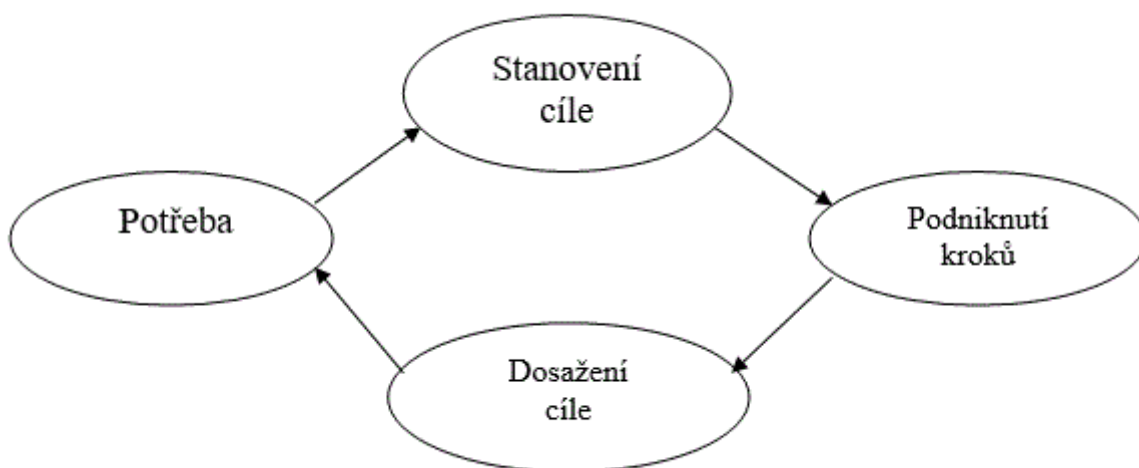 Stanovení
cíle
Potřeba
Podniknutí
kroků
Dosažení
cíle